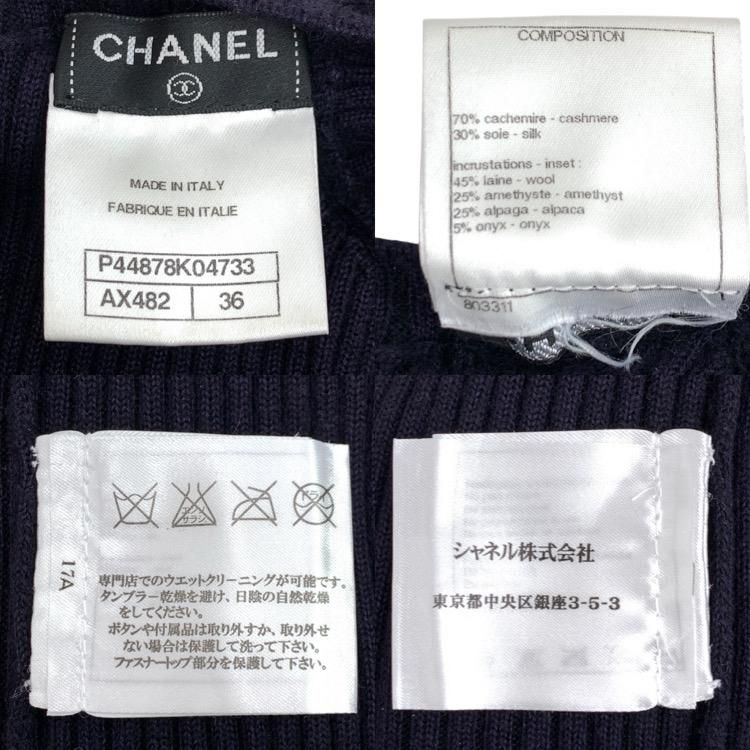 CHANEL
MADE IN ITALY
FABRIQUE EN ITALIE
P44878K04733
AX482 36
COMPOSITION
70% cachemire - cashmere
30% soie - silk
incrustations - inset :
45% laine - wool
25% amethyste - amethyst
25% alpaga - alpaca
5% onyx - onyx
803311
エンソ
サラシ
ドライ
17A
専門店でのウエットクリーニングが可能です。
タンブラー乾燥を避け、日陰の自然乾燥
をしてください。
ボタンや付属品は取り外すか、取り外せ
ない場合は保護して洗って下さい。
ファスナートップ部分を保護して下さい。
シャネル株式会社
東京都中央区銀座3-5-3